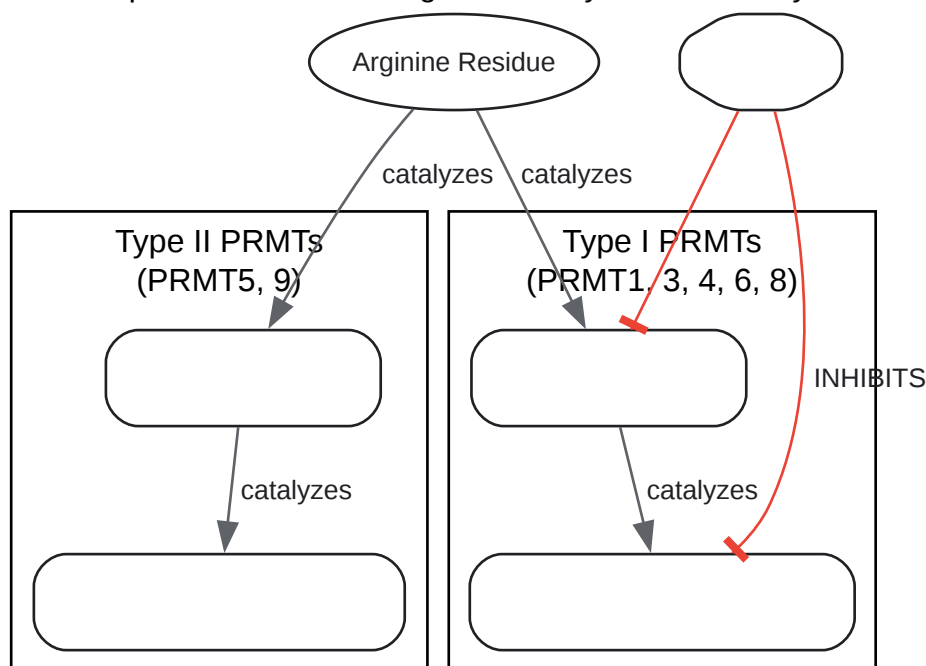 Arginine Residue
catalyzes catalyzes
Type II PRMTs
(PRMT5, 9)
Type I PRMTs
(PRMT1, 3, 4, 6, 8)
INHIBITS
catalyzes
catalyzes